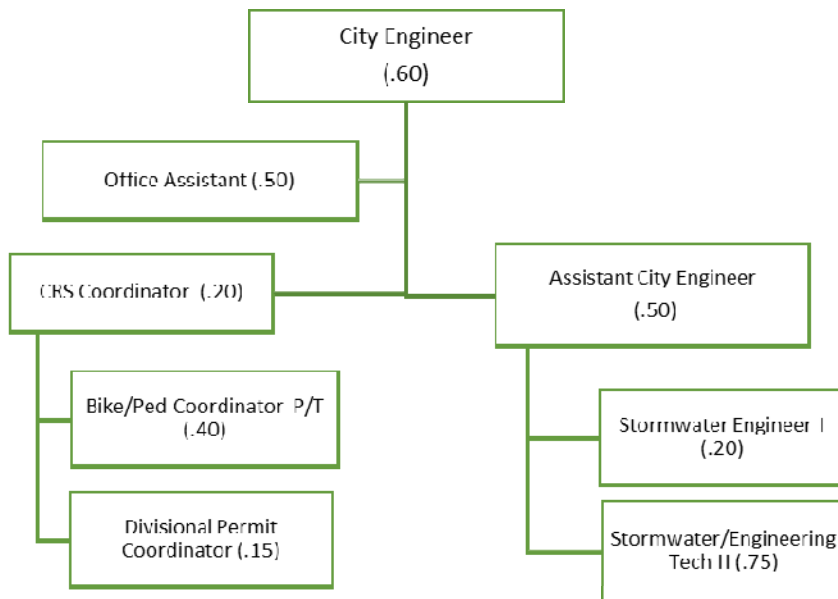 City Engineer
(.60)
Office Assistant (.50)
CRS Coordinator (.20)
Assistant City Engineer
(.50)
Bike/Ped Coordinator P/T
(.40)
Stormwater Engineer I
(.20)
Divisional Permit
Coordinator (.15)
Stormwater/Engineering
Tech II (.75)